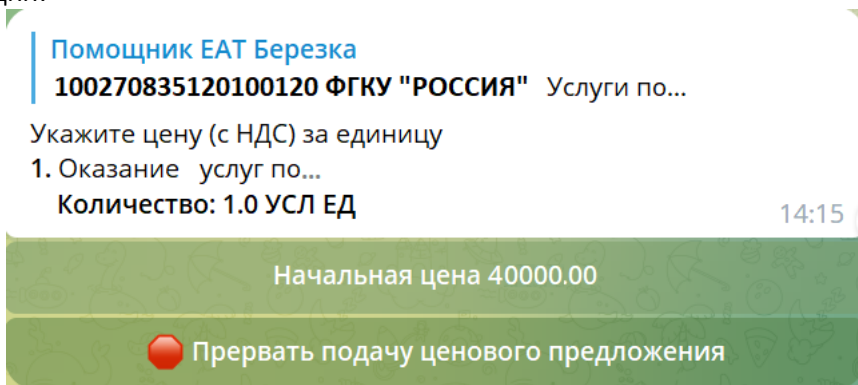 Помощник ЕАТ Березка
100270835120100120 ФГКУ "РОССИЯ" Услуги по...
Укажите цену (с НДС) за единицу
1. Оказание услуг по...
Количество: 1.0 УСЛ ЕД
14:15
Начальная цена 40000.00
Прервать подачу ценового предложения